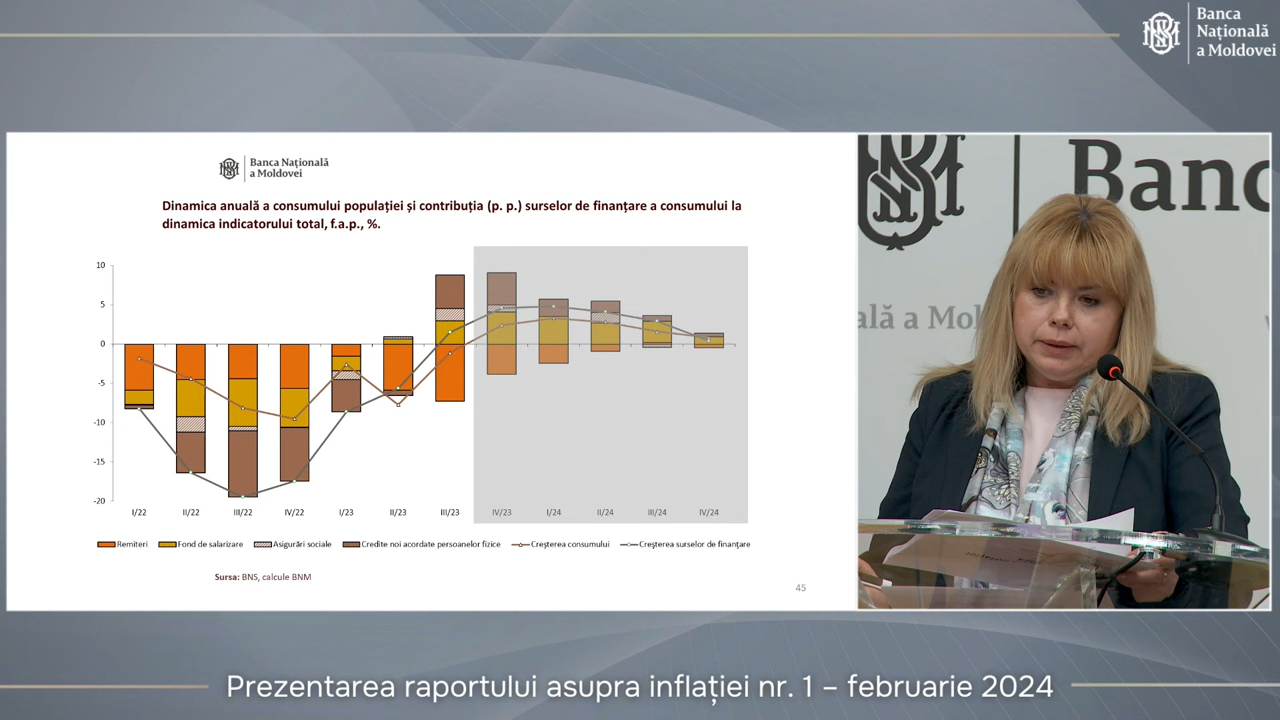 Banca
Națională
a Moldovei
Banca Națională
a Moldovei
Dinamica anuală a consumului populației și contribuția (p. p.) surselor de finanțare a consumului la
dinamica indicatorului total, f.a.p., %.
10
5
0
-5
-10
-15
-20
I/22 II/22 III/22 IV/22 I/23 II/23 III/23 IV/23 I/24 II/24 III/24 IV/24
Remiteri Fond de salarizare Asigurări sociale Credite noi acordate persoanelor fizice Creșterea consumului Creșterea surselor de finanțare
Sursa: BNS, calcule BNM
45
Banc
ală a Mol
Prezentarea raportului asupra inflației nr. 1 – februarie 2024